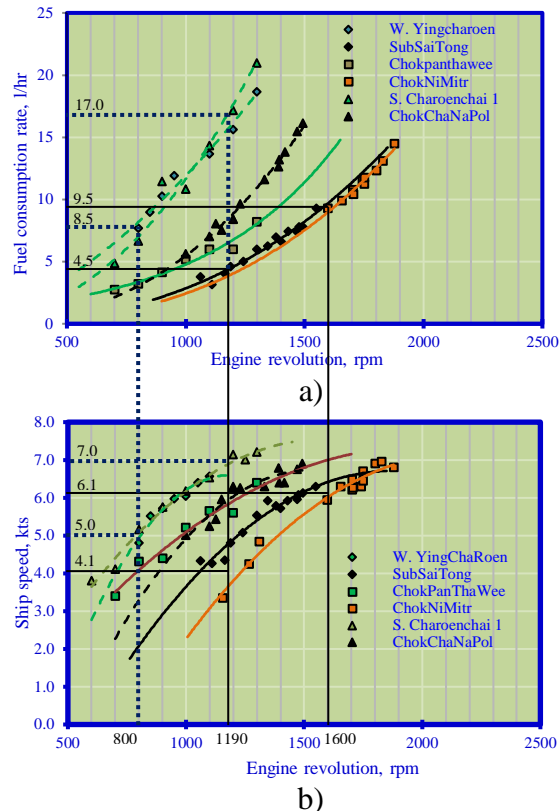 25
20
15
10
5
0
17.0
9.5
8.5
4.5
Fuel consumption rate, l/hr
W. Yingcharoen
SubSaiTong
Chokpanthawee
ChokNiMitr
S. Charoenchai 1
ChokChaNaPol
500 1000 1500 2000 2500
Engine revolution, rpm
a)
8.0
7.0
6.0
5.0
4.0
3.0
2.0
1.0
0.0
7.0
6.1
5.0
4.1
Ship speed, kts
W. YingChaRoen
SubSaiTong
ChokPanThaWee
ChokNiMitr
S. Charoenchai 1
ChokChaNaPol
500 800 1000 1190 1500 1600 2000 2500
Engine revolution, rpm
b)